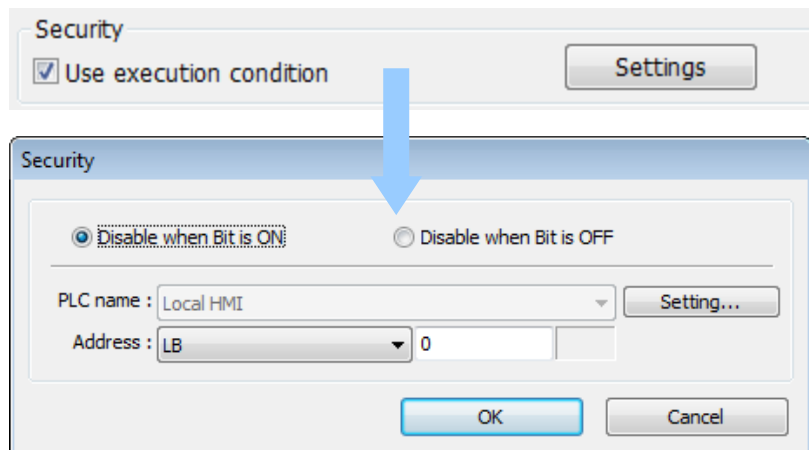 Security
Use execution condition
Settings
Security
Disable when Bit is ON
Disable when Bit is OFF
PLC name :
Local HMI
Setting...
Address :
LB
0
OK
Cancel